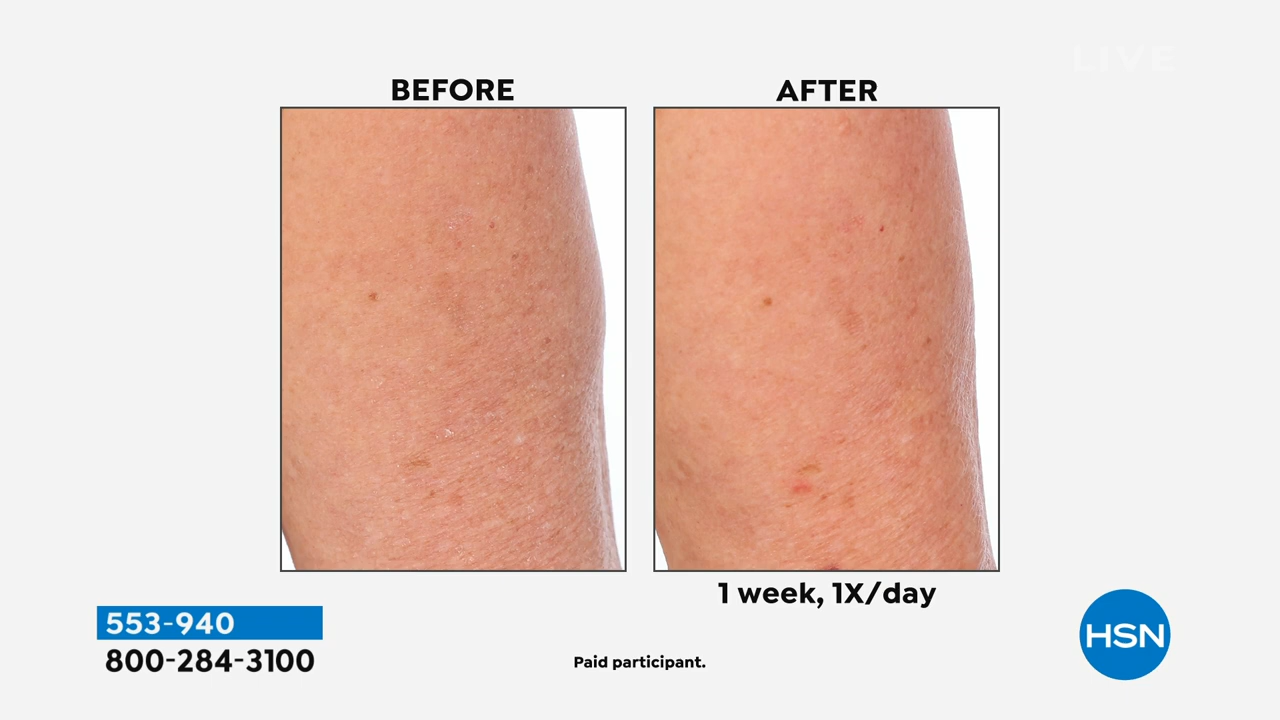 LIVE
BEFORE
AFTER
1 week, 1X/day
553-940
800-284-3100
Paid participant.
HSN